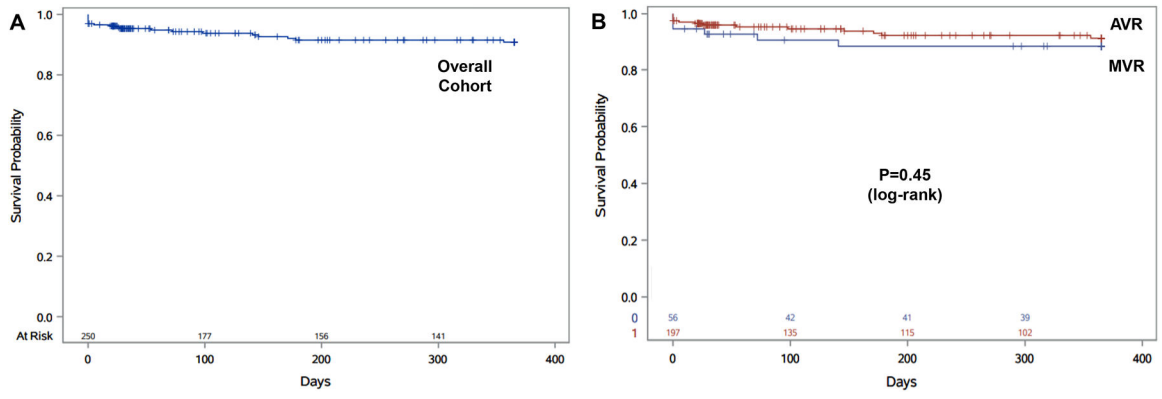 A
1.0
0.8
0.6
0.4
0.2
0.0
Survival Probability
Overall
Cohort
At Risk 250 177 156 141
0 100 200 300 400
Days
B
1.0
0.8
0.6
0.4
0.2
0.0
Survival Probability
AVR
MVR
P=0.45
(log-rank)
0 56 42 41 39
1 197 135 115 102
0 100 200 300 400
Days